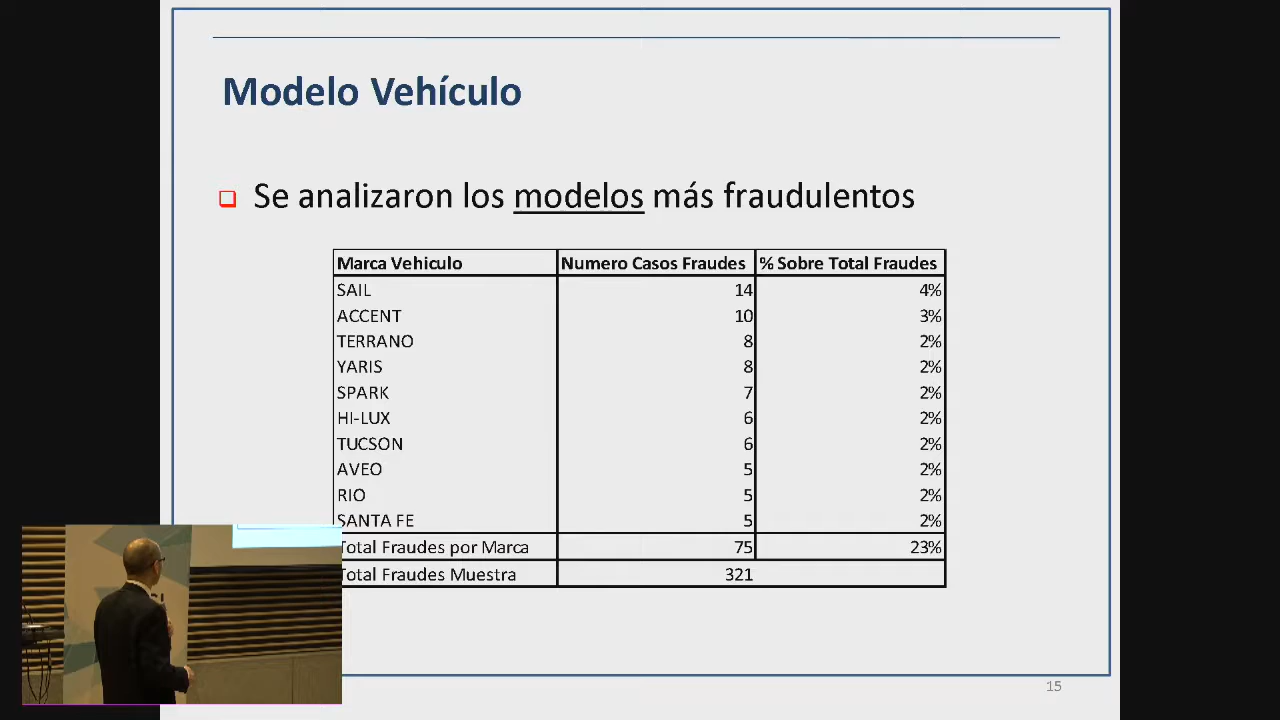 Modelo Vehículo
Se analizaron los modelos más fraudulentos
Marca Vehiculo Numero Casos Fraudes % Sobre Total Fraudes
SAIL 14 4%
ACCENT 10 3%
TERRANO 8 2%
YARIS 8 2%
SPARK 7 2%
HI-LUX 6 2%
TUCSON 6 2%
AVEO 5 2%
RIO 5 2%
SANTA FE 5 2%
Total Fraudes por Marca 75 23%
Total Fraudes Muestra 321
15